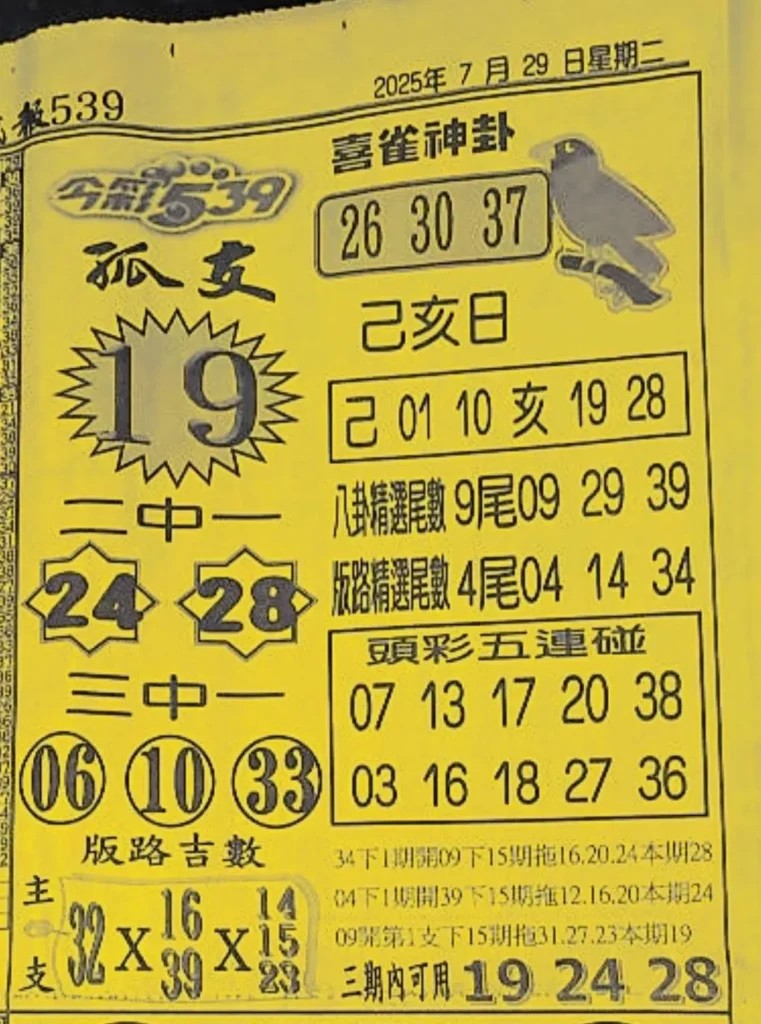 報539
2025年 7 月 29 日星期二
今彩539
孤支
19
二中一
24 28
三中一
06 10 33
版路吉數
主支
32 X 16 39 X 14 15 23
喜雀神卦
26 30 37
己亥日
己 01 10 亥 19 28
八卦精選尾數 9尾09 29 39
版路精選尾數 4尾04 14 34
頭彩五連碰
07 13 17 20 38
03 16 18 27 36
34下1期開09下15期拖16.20.24本期28
04下1期開39下15期拖12.16.20本期24
09開第1支下15期拖31.27.23本期19
三期內可用 19 24 28